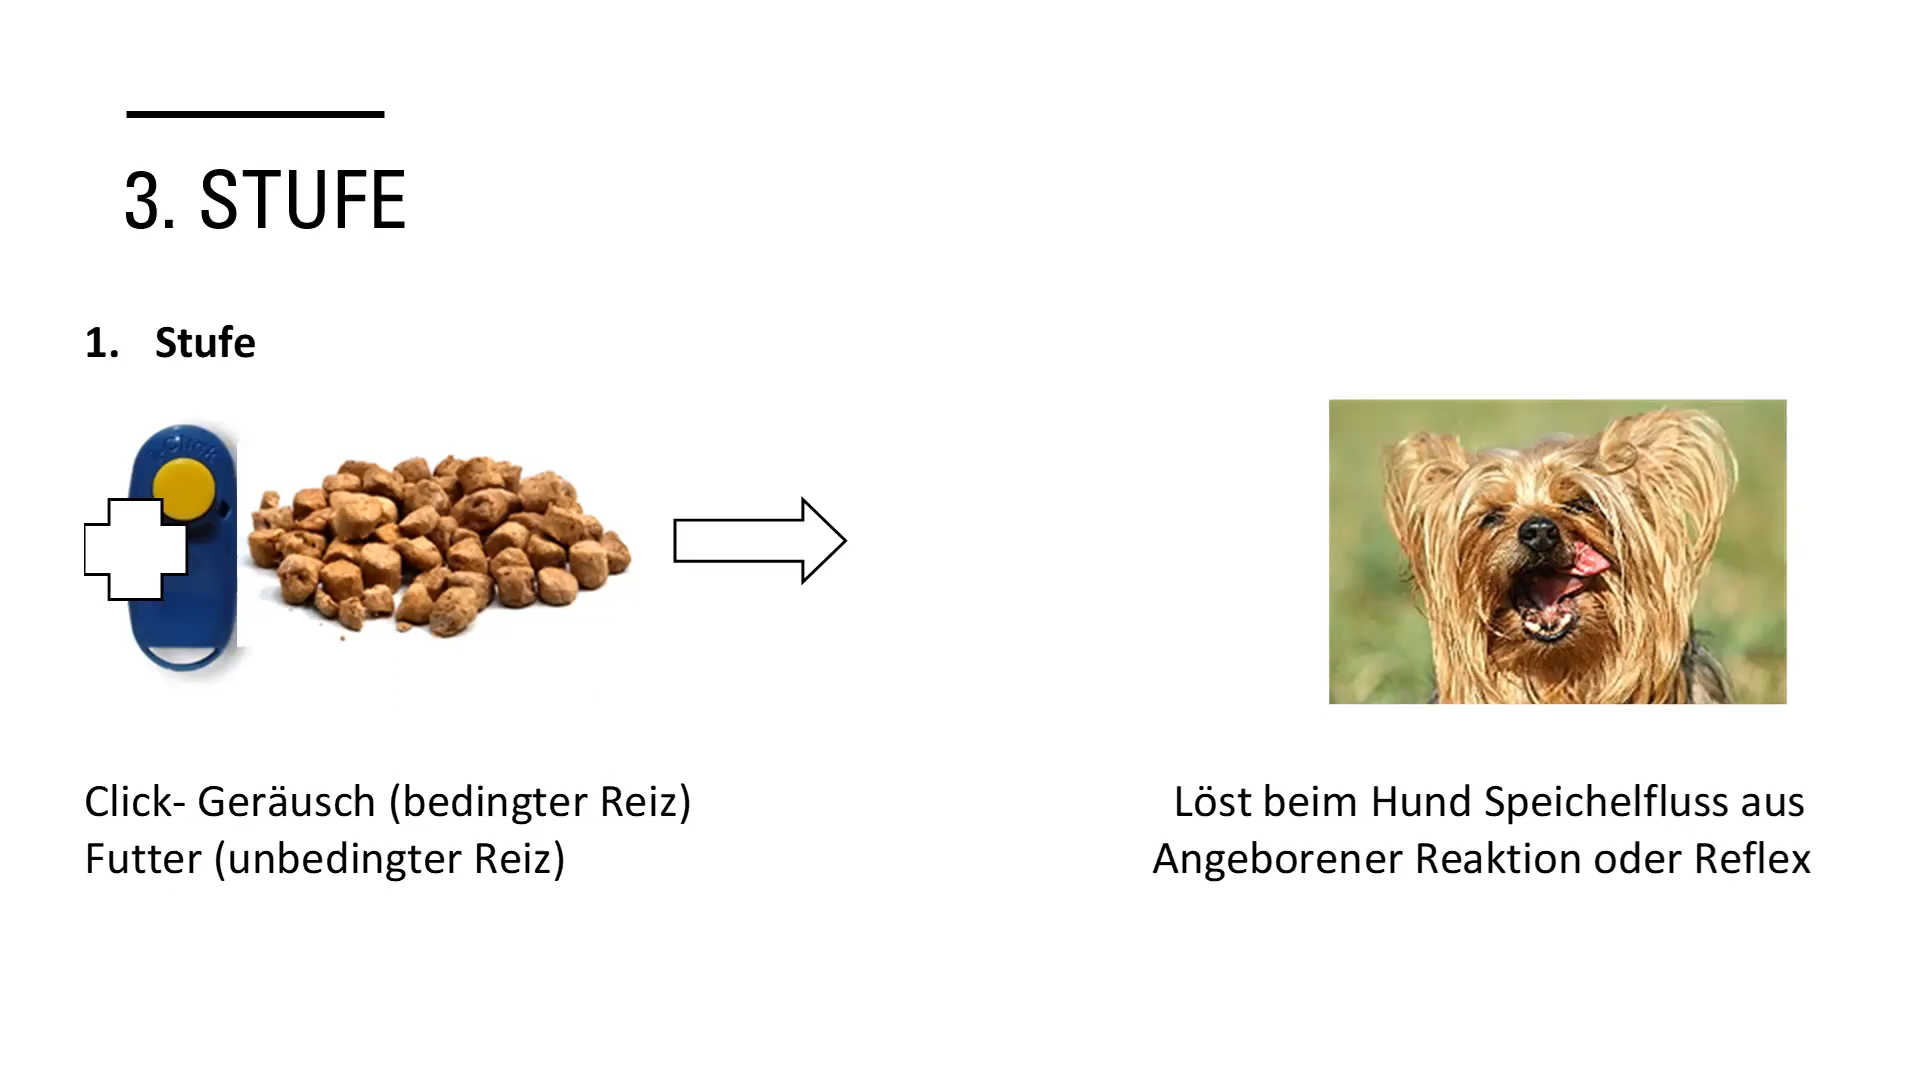 3. STUFE
1. Stufe
Click
Click- Geräusch (bedingter Reiz)
Futter (unbedingter Reiz)
Löst beim Hund Speichelfluss aus
Angeborener Reaktion oder Reflex